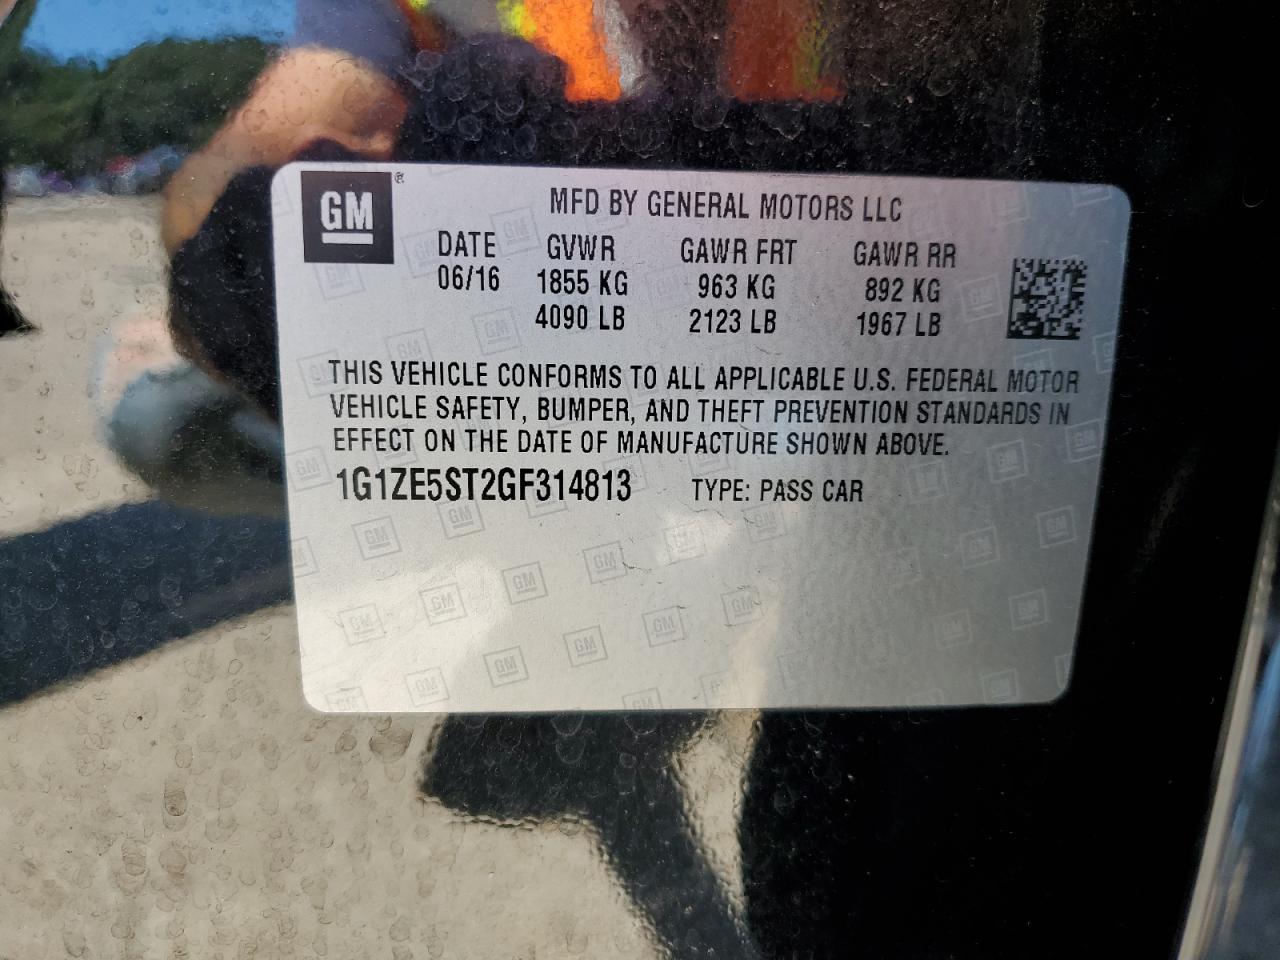 GM ®
MFD BY GENERAL MOTORS LLC
DATE GVWR GAWR FRT GAWR RR
06/16 1855 KG 963 KG 892 KG
4090 LB 2123 LB 1967 LB
THIS VEHICLE CONFORMS TO ALL APPLICABLE U.S. FEDERAL MOTOR
VEHICLE SAFETY, BUMPER, AND THEFT PREVENTION STANDARDS IN
EFFECT ON THE DATE OF MANUFACTURE SHOWN ABOVE.
1G1ZE5ST2GF314813 TYPE: PASS CAR